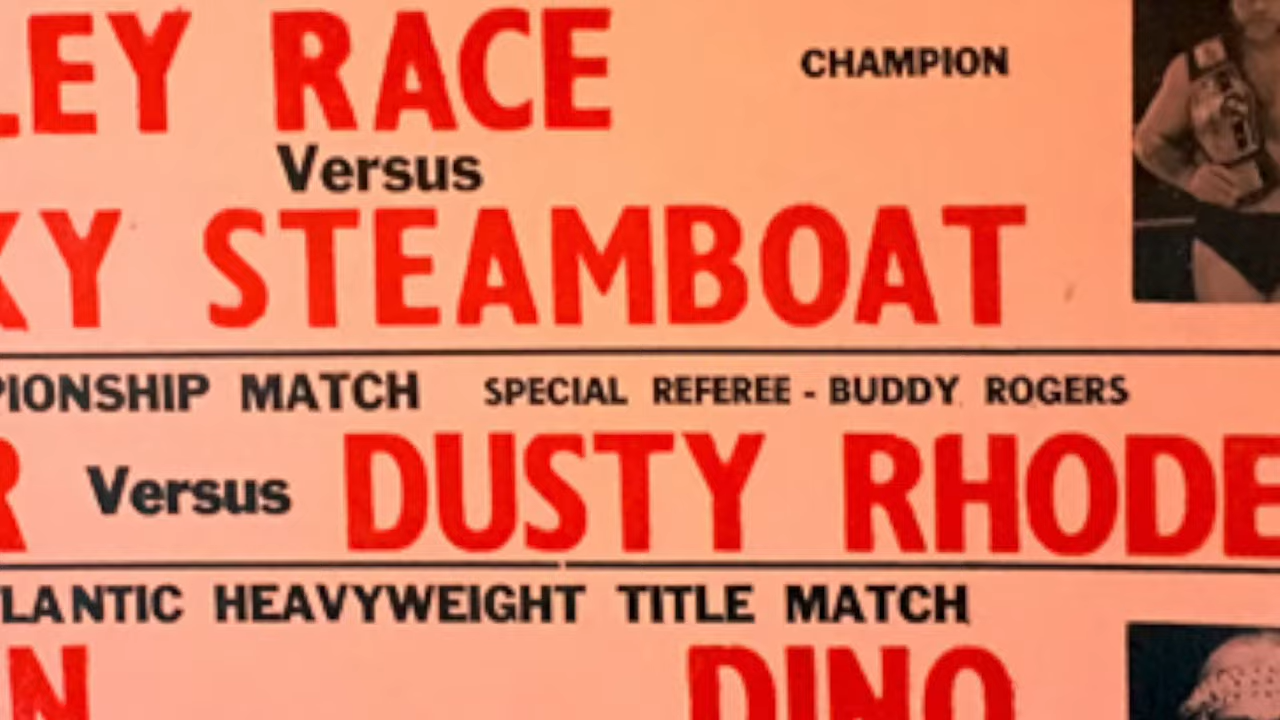 LEY RACE CHAMPION
Versus
KY STEAMBOAT
PIONSHIP MATCH SPECIAL REFEREE - BUDDY ROGERS
R Versus DUSTY RHODE
LANTIC HEAVYWEIGHT TITLE MATCH
N DINO